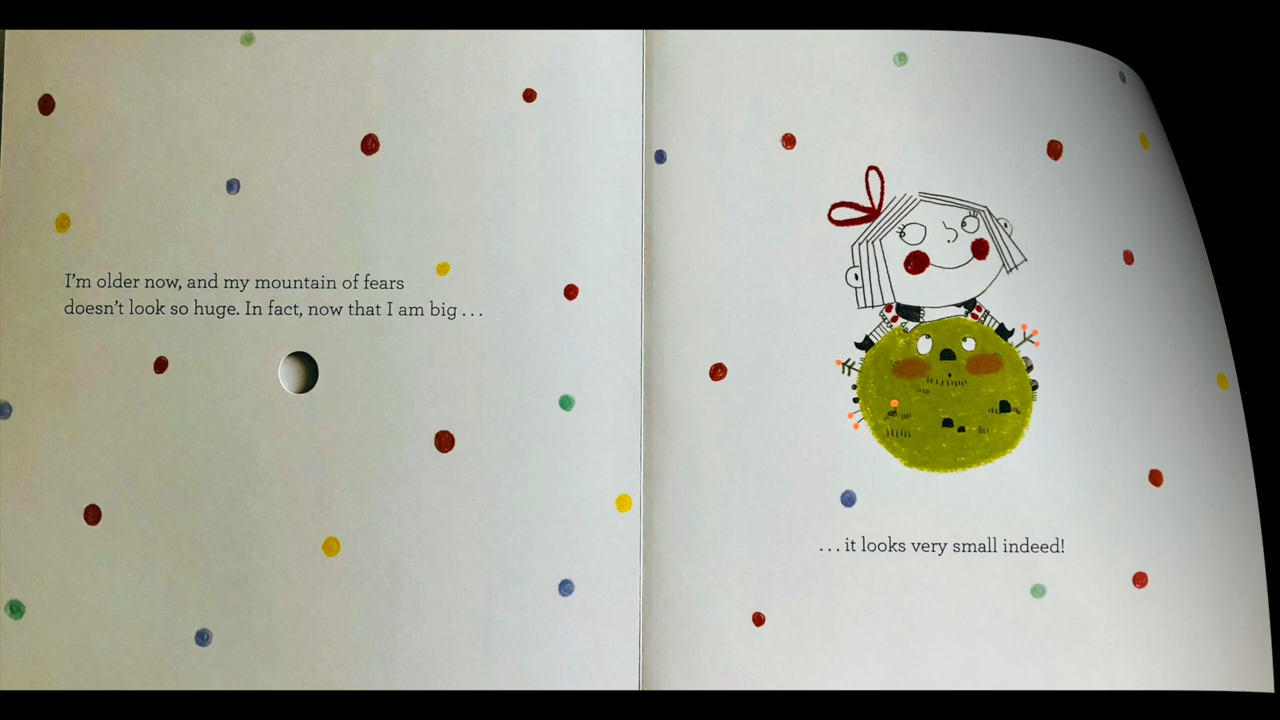 I'm older now, and my mountain of fears
doesn't look so huge. In fact, now that I am big . . .
. . . it looks very small indeed!